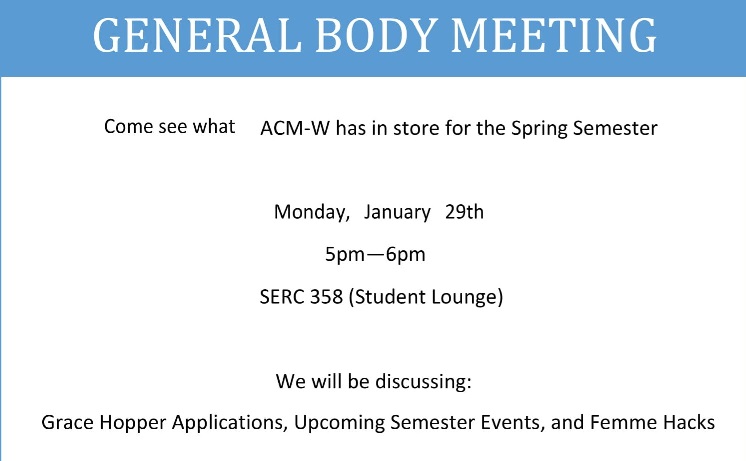 GENERAL BODY MEETING
Come see what ACM-W has in store for the Spring Semester
Monday, January 29th
5pm—6pm
SERC 358 (Student Lounge)
We will be discussing:
Grace Hopper Applications, Upcoming Semester Events, and Femme Hacks